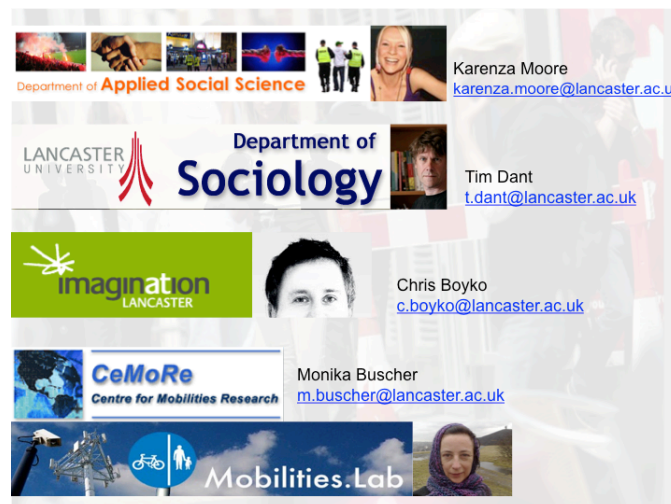 Department of Applied Social Science
Karenza Moore
karenza.moore@lancaster.ac.u
LANCASTER
UNIVERSITY
Department of
Sociology
Tim Dant
t.dant@lancaster.ac.uk
imagination
LANCASTER
Chris Boyko
c.boyko@lancaster.ac.uk
CeMoRe
Centre for Mobilities Research
Monika Buscher
m.buscher@lancaster.ac.uk
Mobilities.Lab